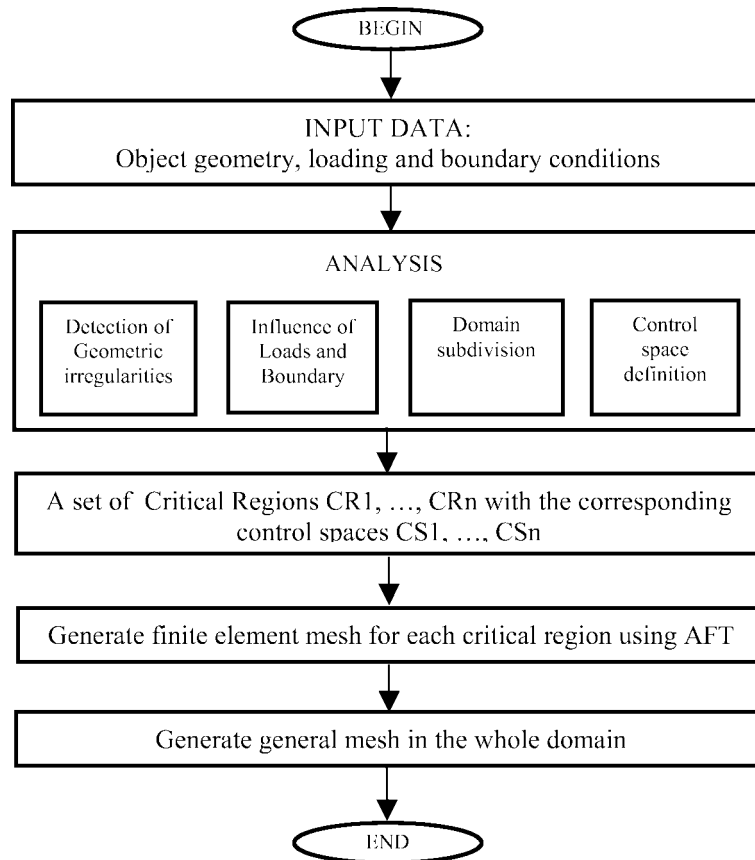 BEGIN
INPUT DATA:
Object geometry, loading and boundary conditions
ANALYSIS
Detection of
Geometric
irregularities
Influence of
Loads and
Boundary
Domain
subdivision
Control
space
definition
A set of Critical Regions CR1, …, CRn with the corresponding
control spaces CS1, …, CSn
Generate finite element mesh for each critical region using AFT
Generate general mesh in the whole domain
END